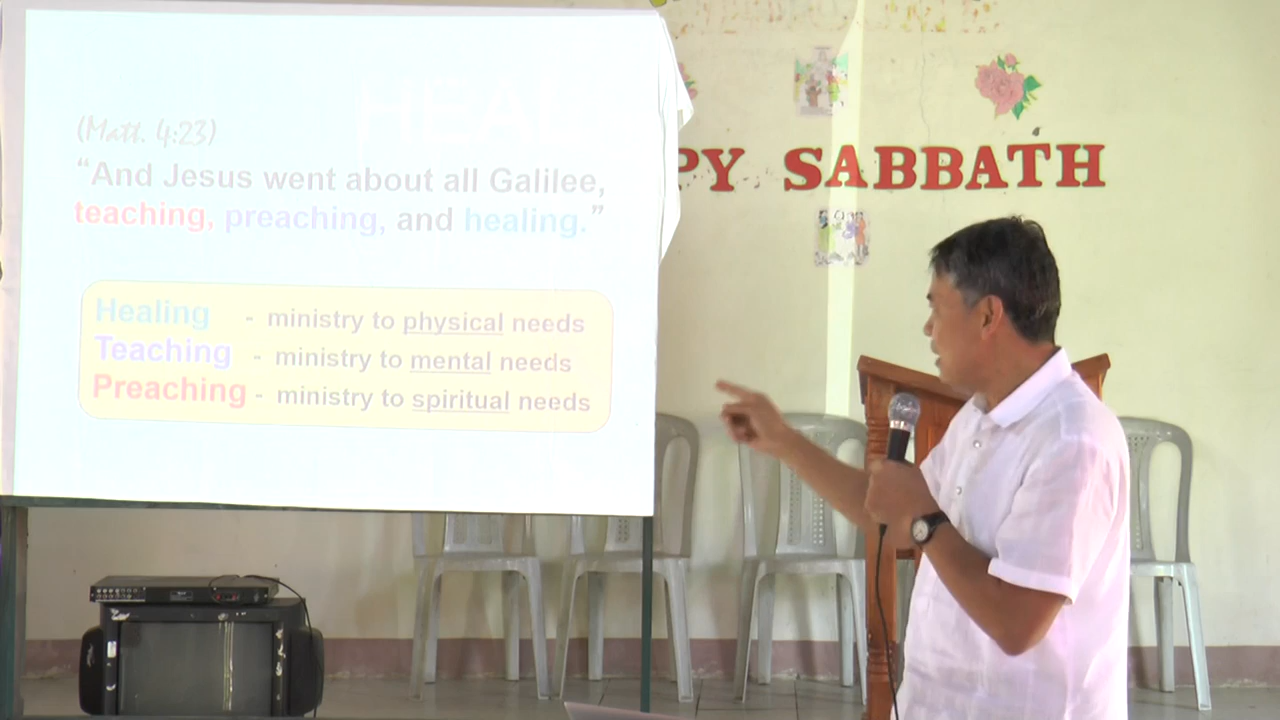 HEAL
(Matt. 4:23)
“And Jesus went about all Galilee,
teaching, preaching, and healing.”
Healing - ministry to physical needs
Teaching - ministry to mental needs
Preaching - ministry to spiritual needs
PY SABBATH